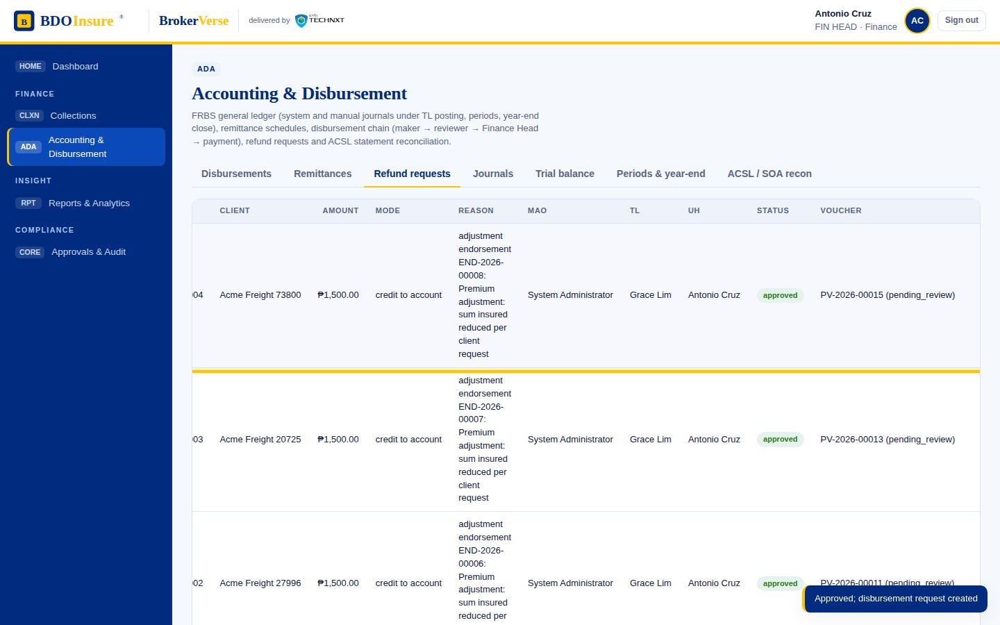 BDO Insure ®
BrokerVerse
delivered by TECHNXT
Antonio Cruz
FIN HEAD · Finance
AC
Sign out
HOME Dashboard
FINANCE
CLXN Collections
ADA Accounting &
Disbursement
INSIGHT
RPT Reports & Analytics
COMPLIANCE
CORE Approvals & Audit
ADA
Accounting & Disbursement
FRBS general ledger (system and manual journals under TL posting, periods, year-end
close), remittance schedules, disbursement chain (maker → reviewer → Finance Head
→ payment), refund requests and ACSL statement reconciliation.
Disbursements Remittances Refund requests Journals Trial balance Periods & year-end ACSL / SOA recon
CLIENT AMOUNT MODE REASON MAO TL UH STATUS VOUCHER
adjustment
endorsement
END-2026-
00008:
Premium
adjustment:
04 Acme Freight 73800 ₱1,500.00 credit to account System Administrator Grace Lim Antonio Cruz approved PV-2026-00015 (pending_review)
sum insured
reduced per
client
request
adjustment
endorsement
END-2026-
00007:
Premium
adjustment:
03 Acme Freight 20725 ₱1,500.00 credit to account System Administrator Grace Lim Antonio Cruz approved PV-2026-00013 (pending_review)
sum insured
reduced per
client
request
adjustment
endorsement
END-2026-
00006:
Premium
adjustment:
02 Acme Freight 27996 ₱1,500.00 credit to account System Administrator Grace Lim Antonio Cruz approved PV-2026-00011 (pending_review)
sum insured
reduced per
Approved; disbursement request created